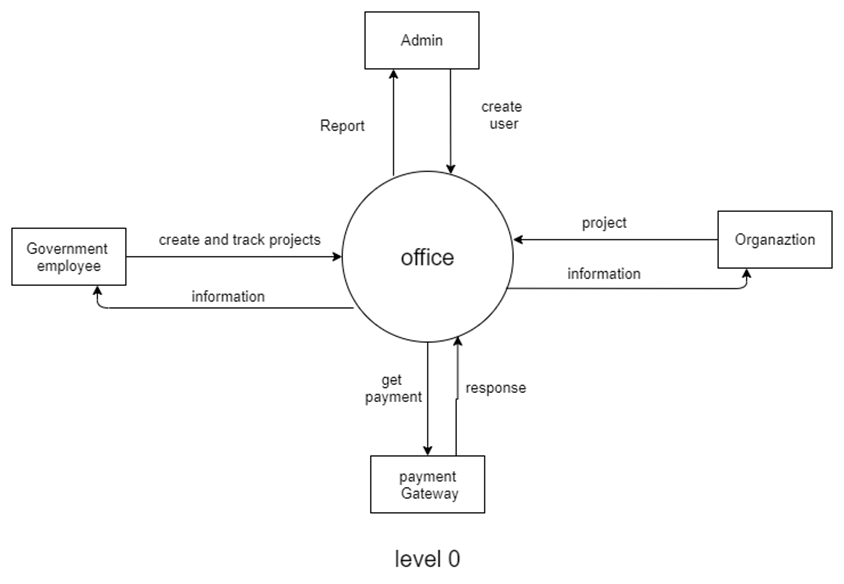 Admin
Report
create
user
Government
employee
create and track projects
information
office
project
Organaztion
information
get
payment
response
payment
Gateway
level 0